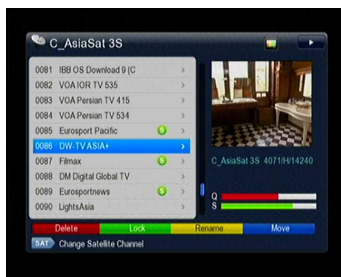 C_AsiaSat 3S
0081 IBB OS Download 9 (C
0082 VOA IOR TV 535
0083 VOA Persian TV 415
0084 VOA Persian TV 534
0085 Eurosport Pacific $
0086 DW-TV ASIA+
0087 Filmax $
0088 DM Digital Global TV
0089 Eurosportnews $
0090 LightsAsia
C_AsiaSat 3S 4071/H/14240
Q
S
Delete Lock Rename Move
SAT Change Satellite Channel